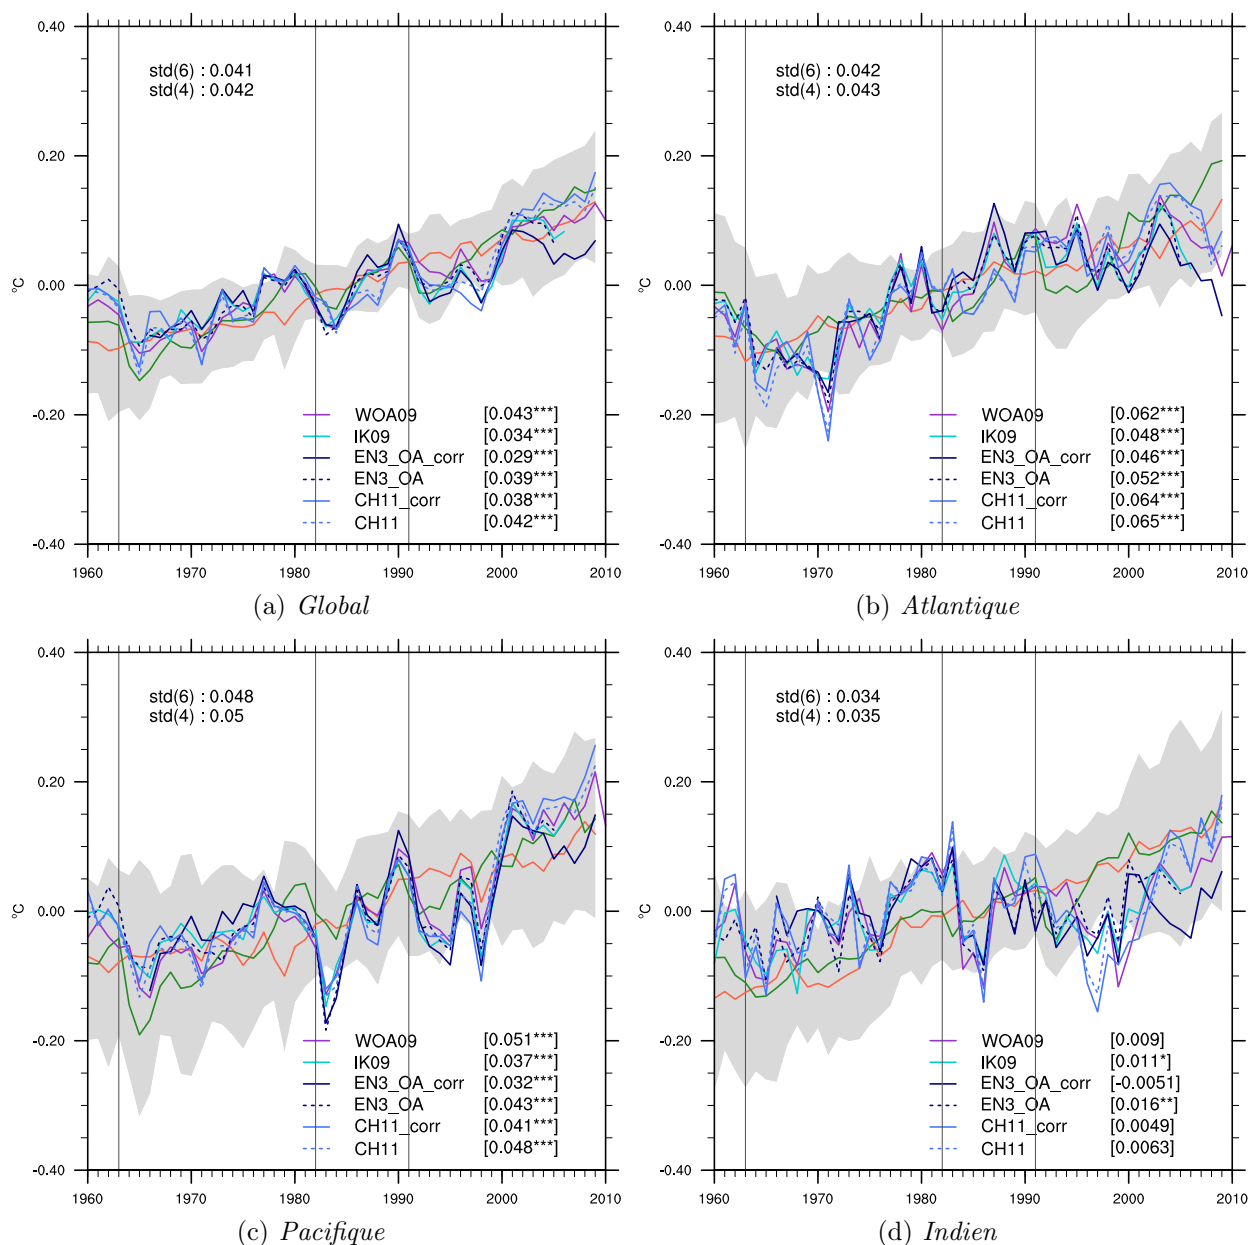 0.40
0.20
0.00
-0.20
-0.40
°C
std(6) : 0.041
std(4) : 0.042
WOA09 [0.043***]
IK09 [0.034***]
EN3_OA_corr [0.029***]
EN3_OA [0.039***]
CH11_corr [0.038***]
CH11 [0.042***]
1960 1970 1980 1990 2000 2010
(a) Global
0.40
0.20
0.00
-0.20
-0.40
°C
std(6) : 0.042
std(4) : 0.043
WOA09 [0.062***]
IK09 [0.048***]
EN3_OA_corr [0.046***]
EN3_OA [0.052***]
CH11_corr [0.064***]
CH11 [0.065***]
1960 1970 1980 1990 2000 2010
(b) Atlantique
0.40
0.20
0.00
-0.20
-0.40
°C
std(6) : 0.048
std(4) : 0.05
WOA09 [0.051***]
IK09 [0.037***]
EN3_OA_corr [0.032***]
EN3_OA [0.043***]
CH11_corr [0.041***]
CH11 [0.048***]
1960 1970 1980 1990 2000 2010
(c) Pacifique
0.40
0.20
0.00
-0.20
-0.40
°C
std(6) : 0.034
std(4) : 0.035
WOA09 [0.009]
IK09 [0.011*]
EN3_OA_corr [-0.0051]
EN3_OA [0.016**]
CH11_corr [0.0049]
CH11 [0.0063]
1960 1970 1980 1990 2000 2010
(d) Indien